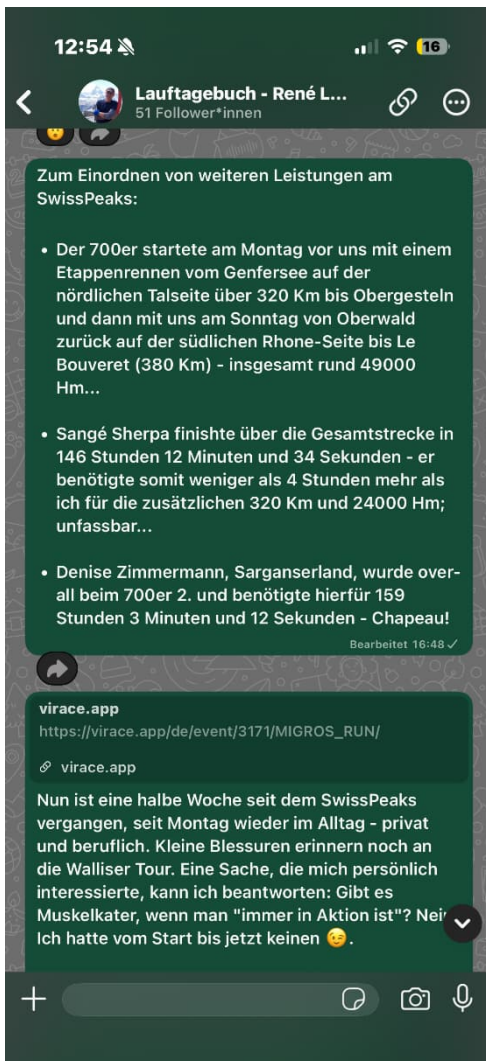 12:54
16
Lauftagebuch - René L...
51 Follower*innen
Zum Einordnen von weiteren Leistungen am
SwissPeaks:
• Der 700er startete am Montag vor uns mit einem
Etappenrennen vom Genfersee auf der
nördlichen Talseite über 320 Km bis Obergesteln
und dann mit uns am Sonntag von Oberwald
zurück auf der südlichen Rhone-Seite bis Le
Bouveret (380 Km) - insgesamt rund 49000
Hm...
• Sangé Sherpa finishte über die Gesamtstrecke in
146 Stunden 12 Minuten und 34 Sekunden - er
benötigte somit weniger als 4 Stunden mehr als
ich für die zusätzlichen 320 Km und 24000 Hm;
unfassbar...
• Denise Zimmermann, Sarganserland, wurde over-
all beim 700er 2. und benötigte hierfür 159
Stunden 3 Minuten und 12 Sekunden - Chapeau!
Bearbeitet 16:48
virace.app
https://virace.app/de/event/3171/MIGROS_RUN/
virace.app
Nun ist eine halbe Woche seit dem SwissPeaks
vergangen, seit Montag wieder im Alltag - privat
und beruflich. Kleine Blessuren erinnern noch an
die Walliser Tour. Eine Sache, die mich persönlich
interessierte, kann ich beantworten: Gibt es
Muskelkater, wenn man "immer in Aktion ist"?
Ich hatte vom Start bis jetzt keinen 😉.